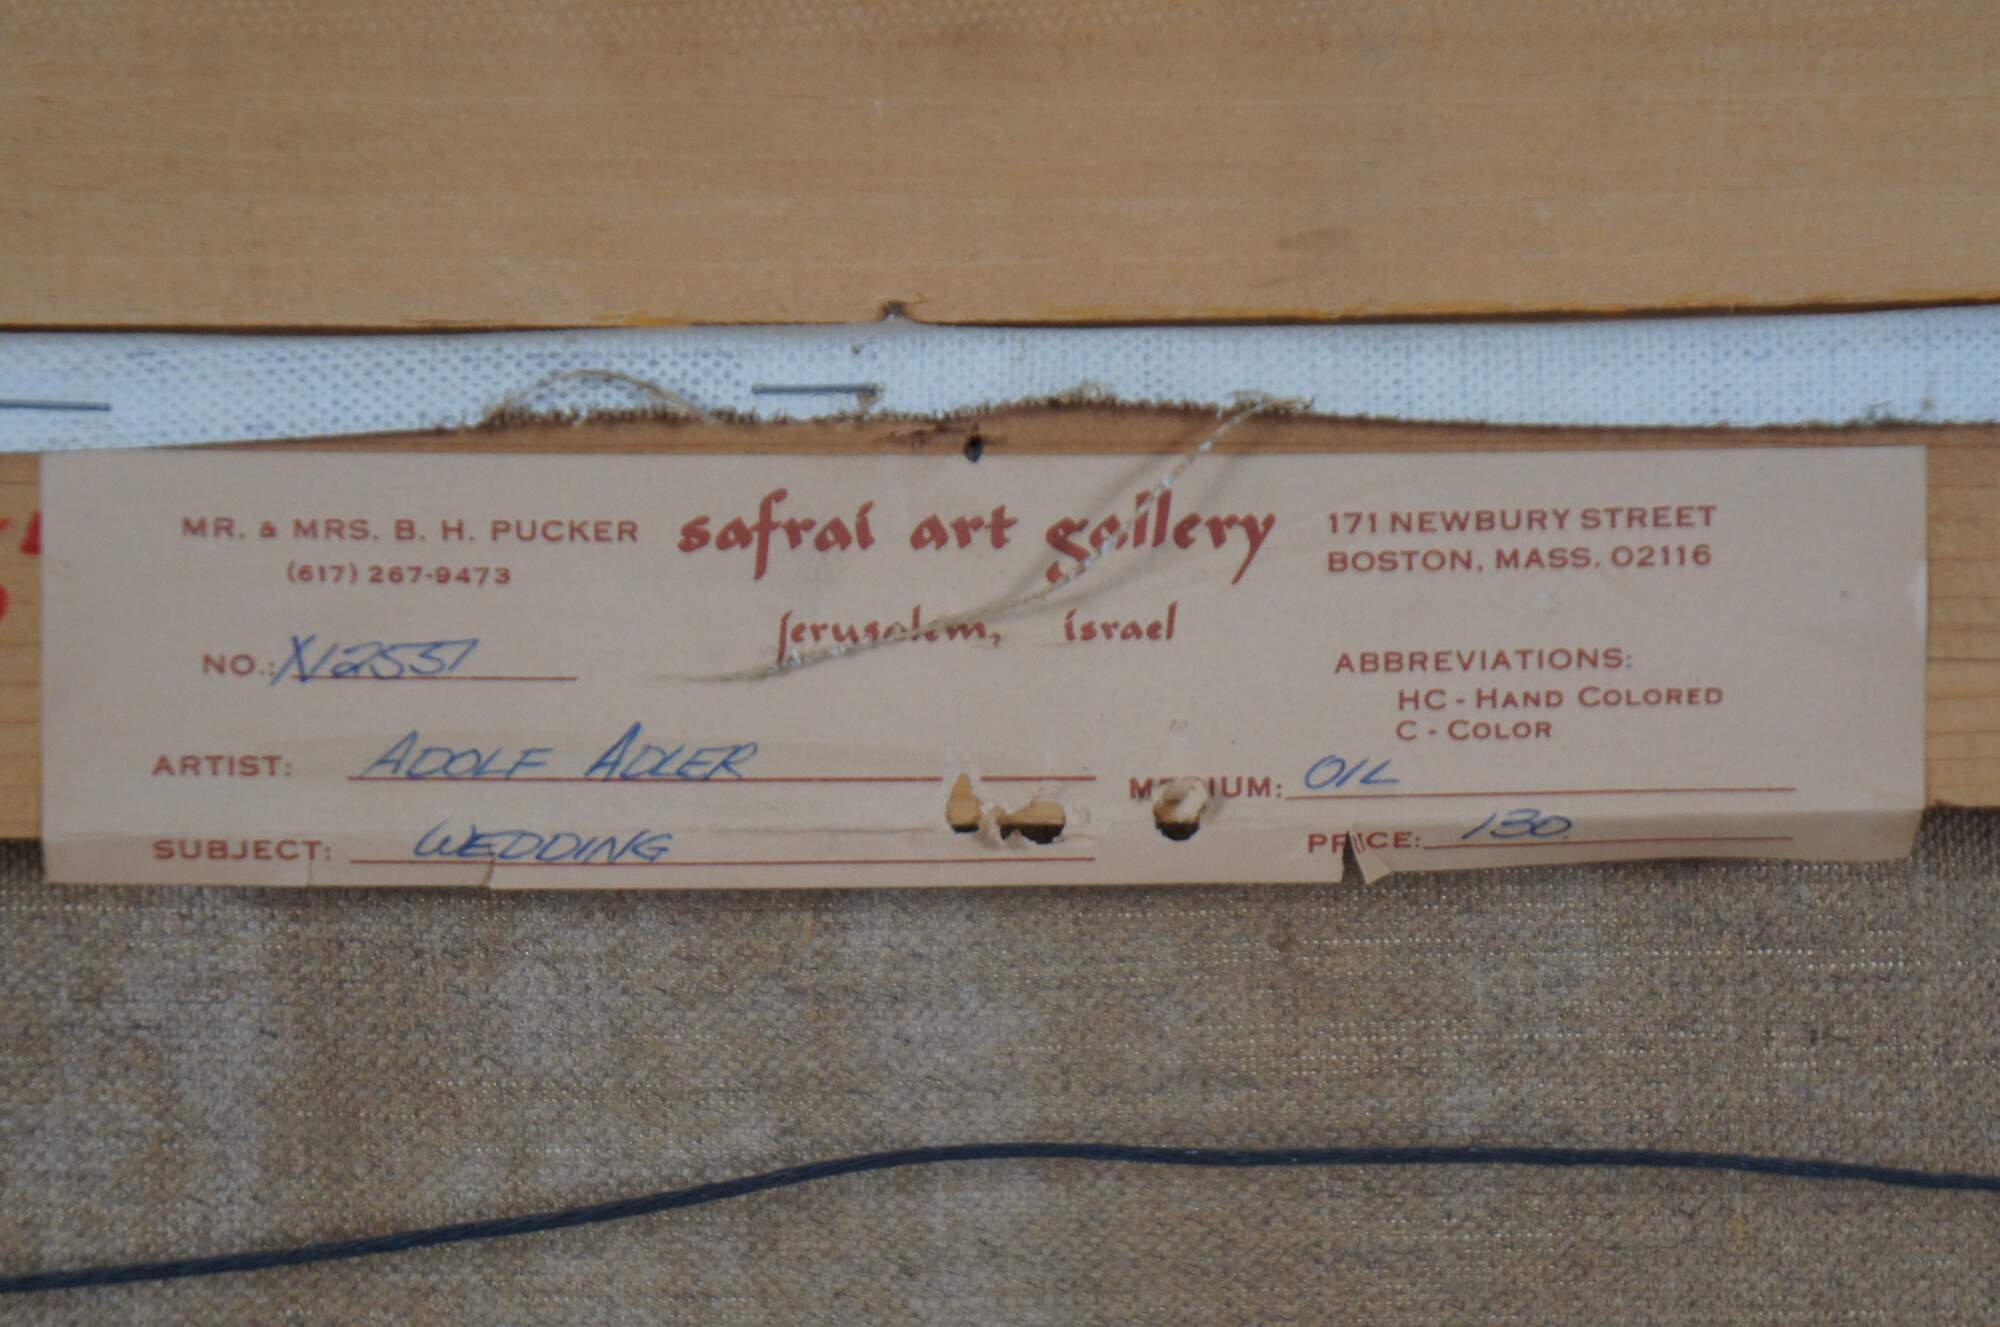 MR. & MRS. B. H. PUCKER
(617) 267-9473
safrai art gallery
jerusalem, israel
171 NEWBURY STREET
BOSTON, MASS. 02116
NO.: X12551
ABBREVIATIONS:
HC - HAND COLORED
C - COLOR
ARTIST: ADOLF ADLER
MEDIUM: OIL
SUBJECT: WEDDING
PRICE: 130.